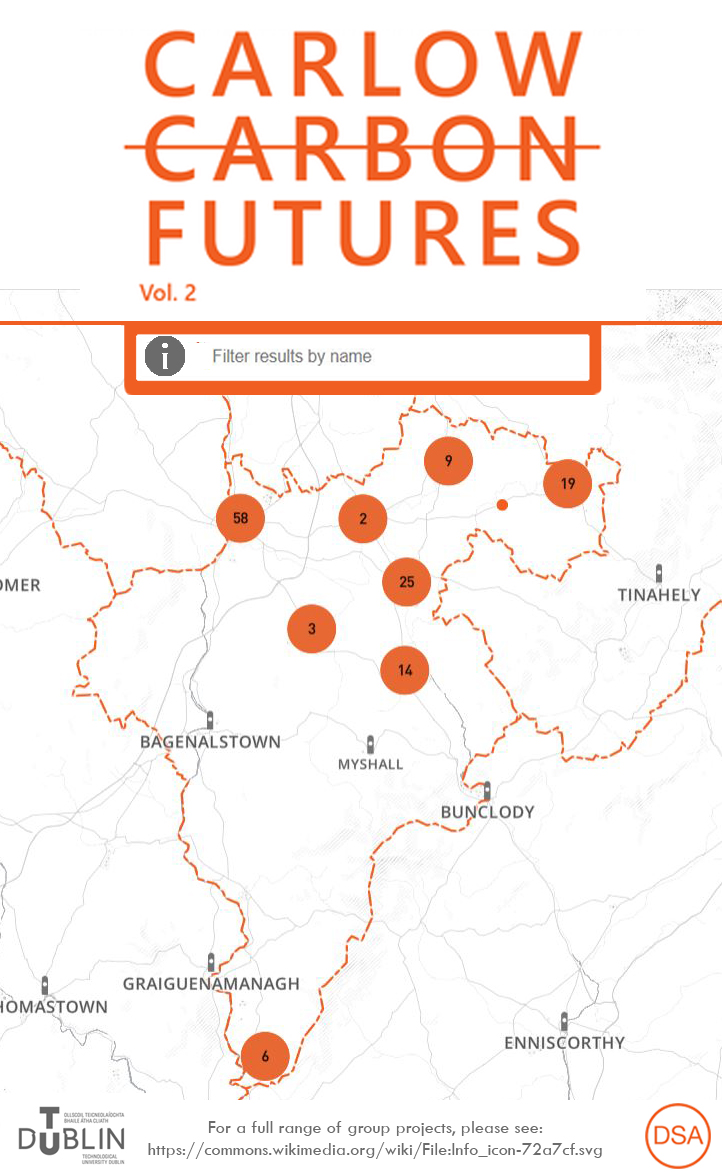 CARLOW
CARBON
FUTURES
Vol. 2
i
Filter results by name
9
19
58
2
25
OMER
TINAHELY
3
14
BAGENALSTOWN
MYSHALL
BUNCLODY
GRAIGUENAMANAGH
HOMASTOWN
ENNISCORTHY
6
OLLSCOIL TEICNEOLAÍOCHTA
BHAILE ÁTHA CLIATH
TU DUBLIN
TECHNOLOGICAL
UNIVERSITY DUBLIN
For a full range of group projects, please see:
https://commons.wikimedia.org/wiki/File:Info_icon-72a7cf.svg
DSA